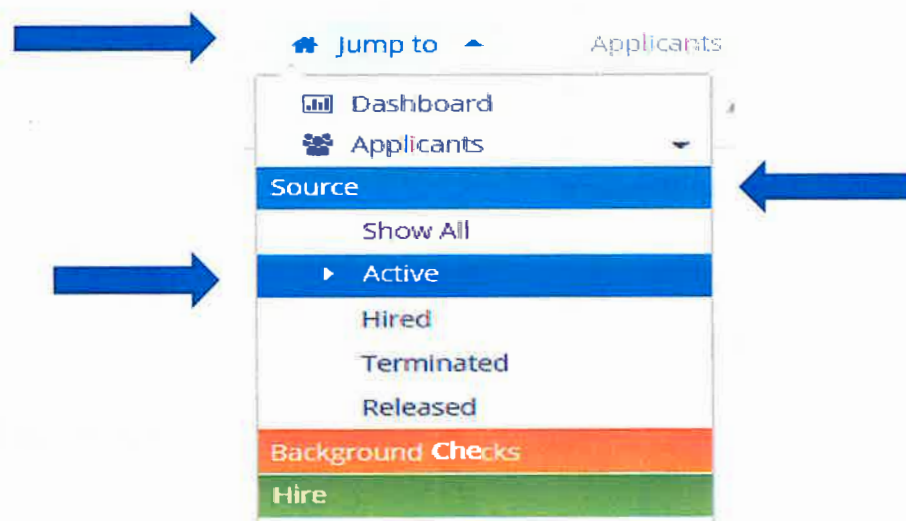 Jump to Applicants
Dashboard
Applicants
Source
Show All
Active
Hired
Terminated
Released
Background Checks
Hire